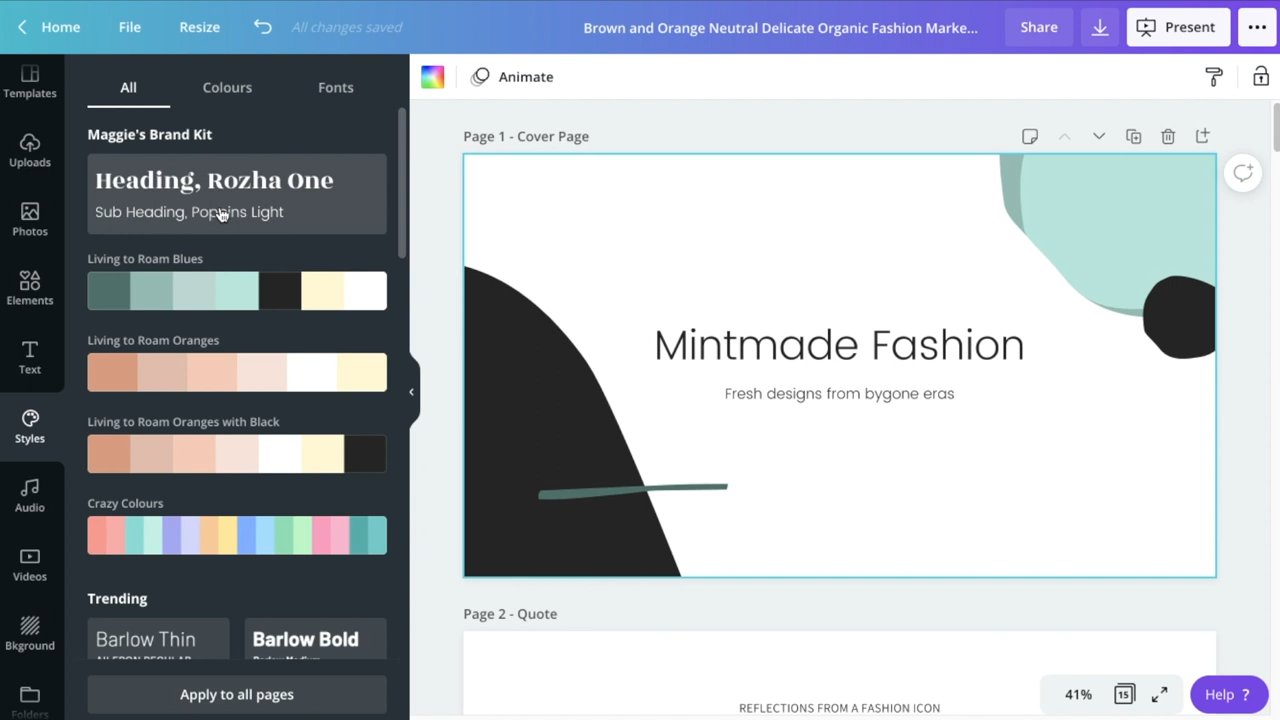 Home File Resize All changes saved Brown and Orange Neutral Delicate Organic Fashion Marke... Share Present
Templates
Uploads
Photos
Elements
Text
Styles
Audio
Videos
Bkground
Folders
All Colours Fonts
Maggie's Brand Kit
Heading, Rozha One
Sub Heading, Poppins Light
Living to Roam Blues
Living to Roam Oranges
Living to Roam Oranges with Black
Crazy Colours
Trending
Barlow Thin Barlow Bold
Apply to all pages
Animate
Page 1 - Cover Page
Mintmade Fashion
Fresh designs from bygone eras
Page 2 - Quote
REFLECTIONS FROM A FASHION ICON
41% 15 Help ?